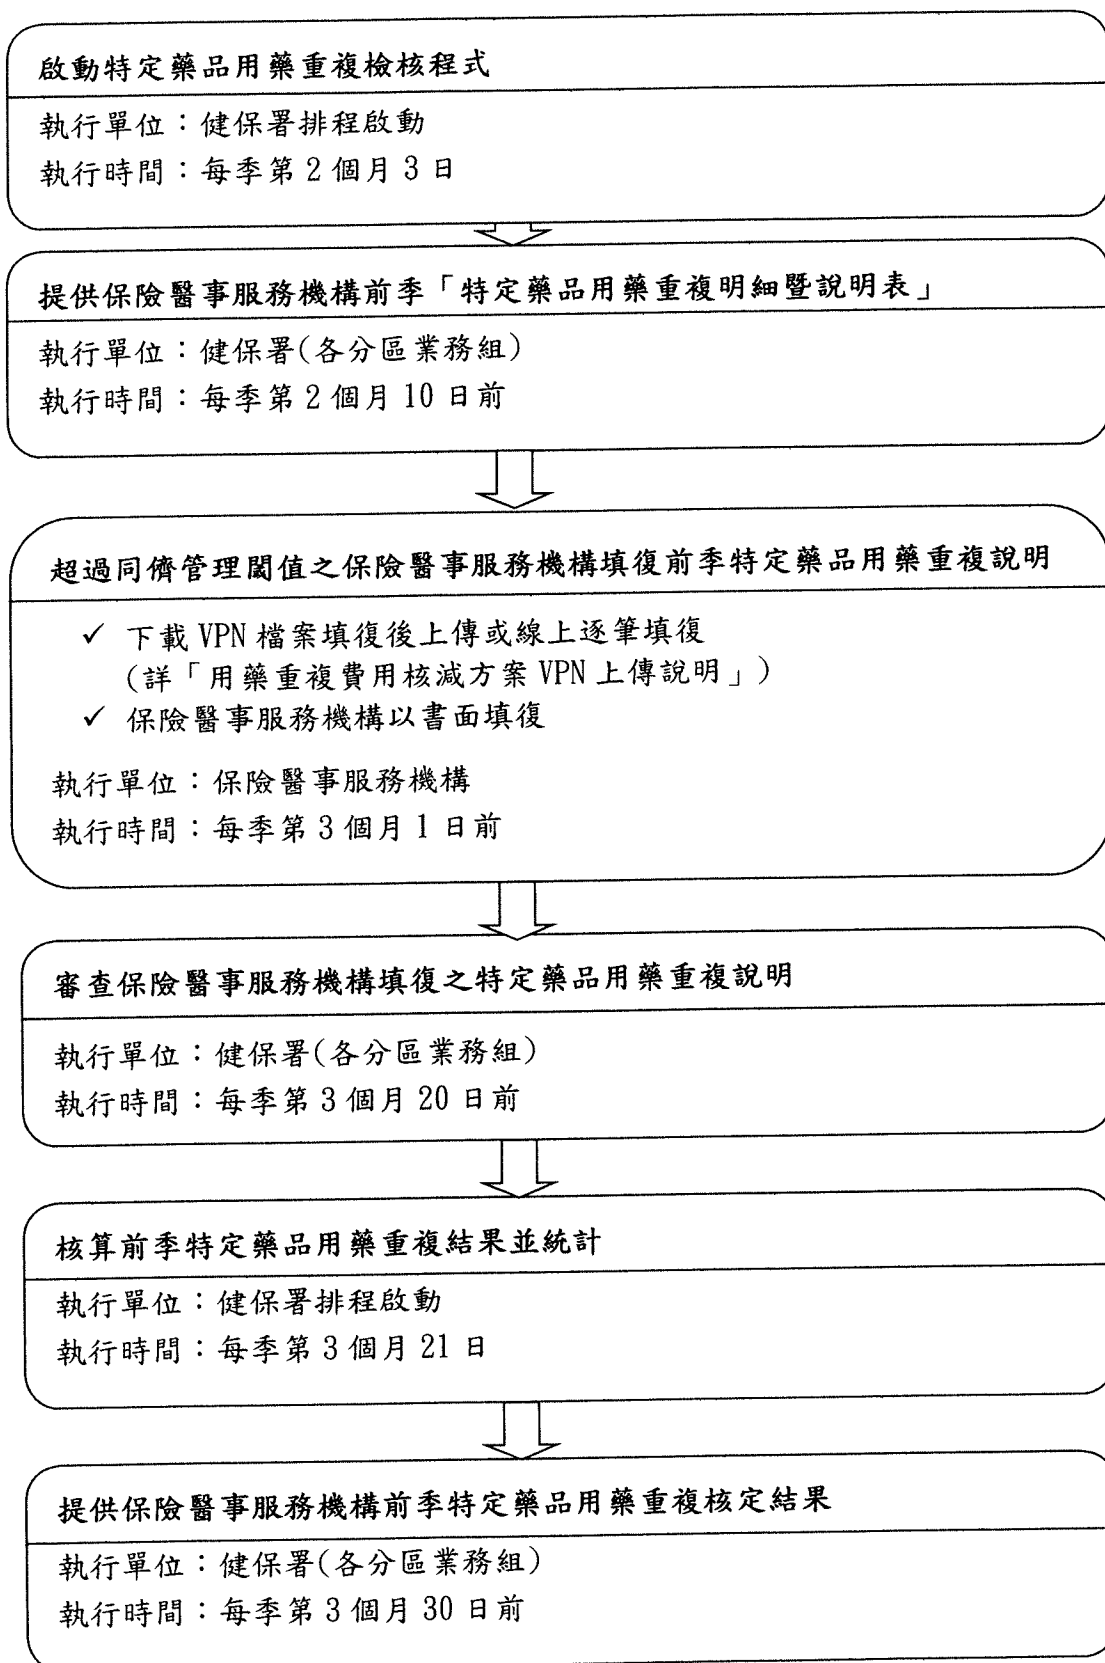 啟動特定藥品用藥重複檢核程式
執行單位：健保署排程啟動
執行時間：每季第2個月3日
提供保險醫事服務機構前季「特定藥品用藥重複明細暨說明表」
執行單位：健保署(各分區業務組)
執行時間：每季第2個月10日前
超過同儕管理閾值之保險醫事服務機構填復前季特定藥品用藥重複說明
✓ 下載VPN檔案填復後上傳或線上逐筆填復
(詳「用藥重複費用核減方案VPN上傳說明」)
✓ 保險醫事服務機構以書面填復
執行單位：保險醫事服務機構
執行時間：每季第3個月1日前
審查保險醫事服務機構填復之特定藥品用藥重複說明
執行單位：健保署(各分區業務組)
執行時間：每季第3個月20日前
核算前季特定藥品用藥重複結果並統計
執行單位：健保署排程啟動
執行時間：每季第3個月21日
提供保險醫事服務機構前季特定藥品用藥重複核定結果
執行單位：健保署(各分區業務組)
執行時間：每季第3個月30日前